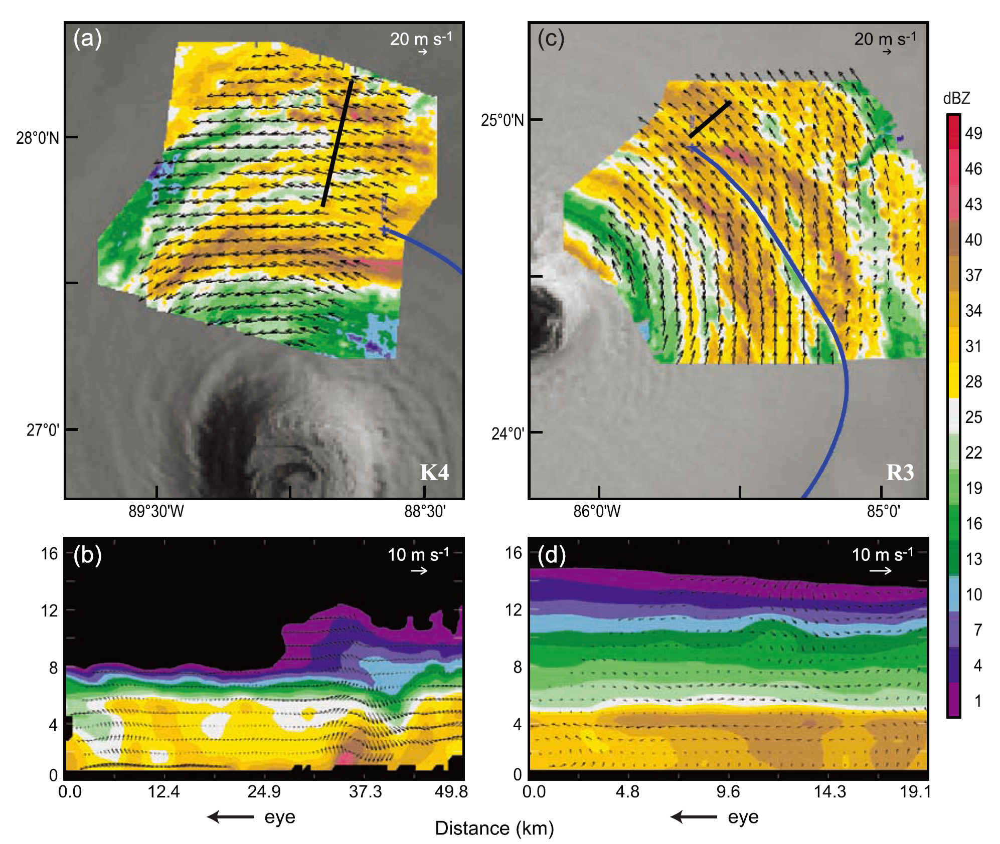 (a)
20 m s-1
28°0'N
27°0'
K4
89°30'W
88°30'
(c)
20 m s-1
25°0'N
24°0'
R3
86°0'W
85°0'
dBZ
49
46
43
40
37
34
31
28
25
22
19
16
13
10
7
4
1
(b)
10 m s-1
16
12
8
4
0
0.0
12.4
24.9
37.3
49.8
eye
(d)
10 m s-1
16
12
8
4
0
0.0
4.8
9.6
14.3
19.1
eye
Distance (km)